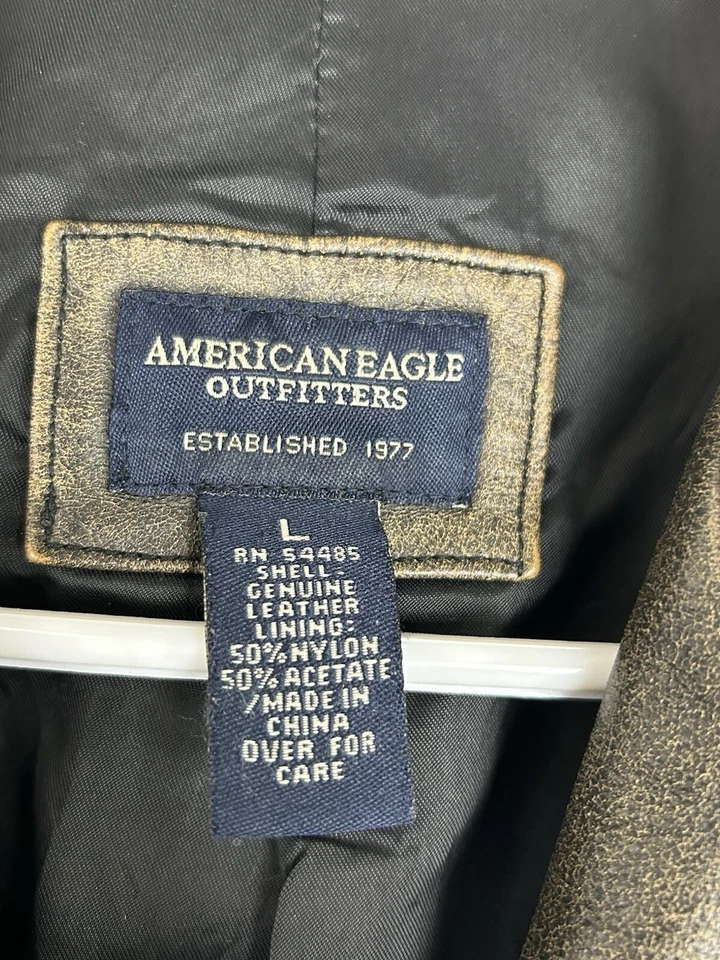 AMERICAN EAGLE
OUTFITTERS
ESTABLISHED 1977
L
RN 54485
SHELL-
GENUINE
LEATHER
LINING:
50% NYLON
50% ACETATE
/MADE IN
CHINA
OVER FOR
CARE